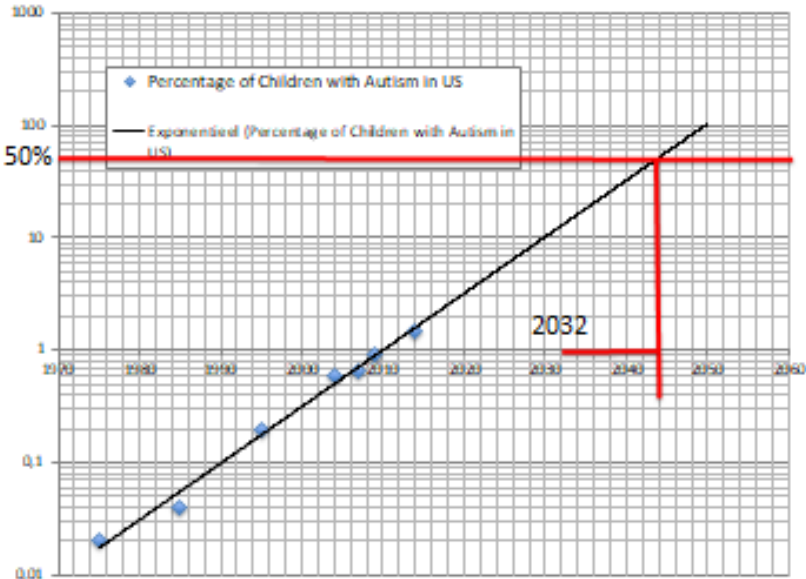 1000
Percentage of Children with Autism in US
Exponentieel (Percentage of Children with Autism in
US)
100
50%
10
2032
1
1970 1980 1990 2000 2010 2020 2030 2040 2050 2060
0,1
0,01